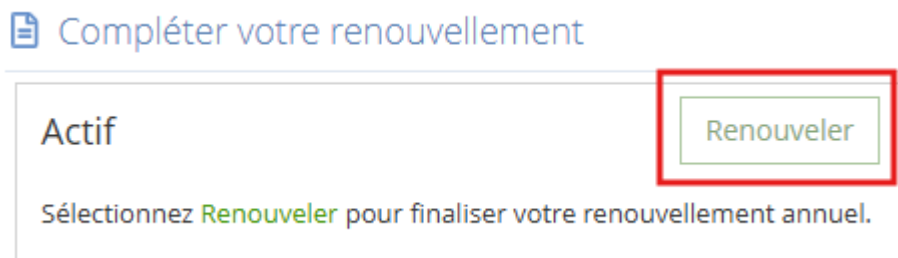 Compléter votre renouvellement
Actif
Renouveler
Sélectionnez Renouveler pour finaliser votre renouvellement annuel.